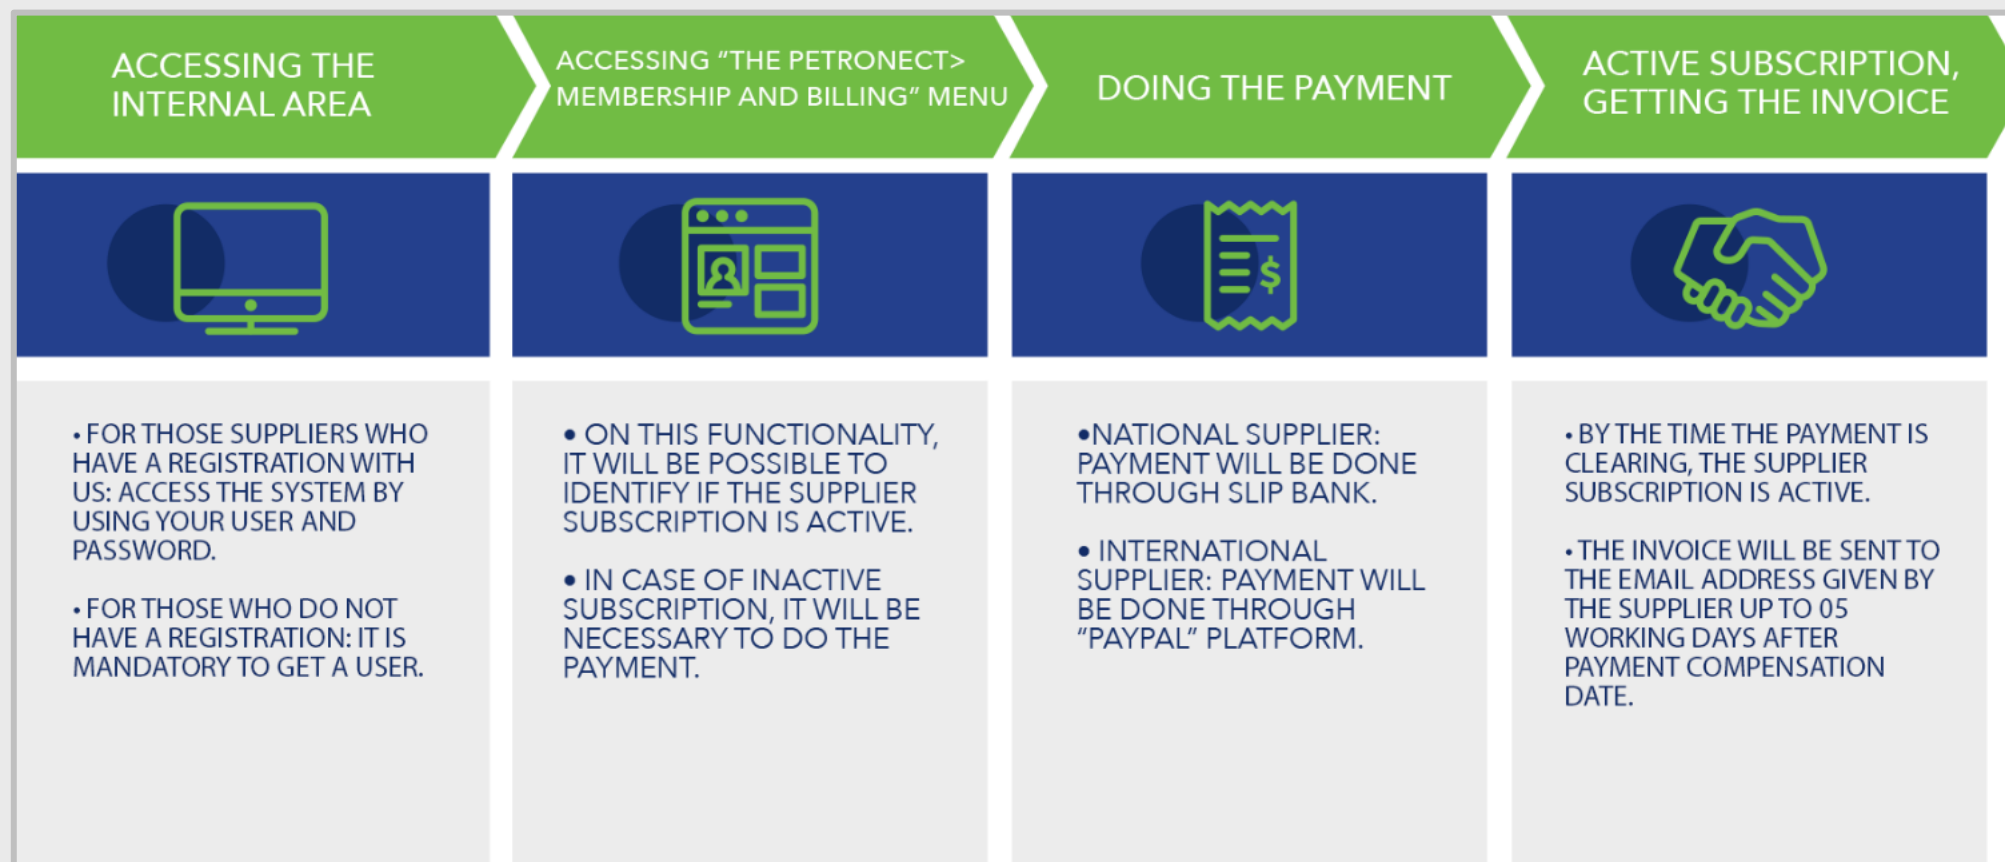 ACCESSING THE
INTERNAL AREA
ACCESSING “THE PETRONECT>
MEMBERSHIP AND BILLING” MENU
DOING THE PAYMENT
ACTIVE SUBSCRIPTION,
GETTING THE INVOICE
$
• FOR THOSE SUPPLIERS WHO
HAVE A REGISTRATION WITH
US: ACCESS THE SYSTEM BY
USING YOUR USER AND
PASSWORD.
• FOR THOSE WHO DO NOT
HAVE A REGISTRATION: IT IS
MANDATORY TO GET A USER.
• ON THIS FUNCTIONALITY,
IT WILL BE POSSIBLE TO
IDENTIFY IF THE SUPPLIER
SUBSCRIPTION IS ACTIVE.
• IN CASE OF INACTIVE
SUBSCRIPTION, IT WILL BE
NECESSARY TO DO THE
PAYMENT.
•NATIONAL SUPPLIER:
PAYMENT WILL BE DONE
THROUGH SLIP BANK.
• INTERNATIONAL
SUPPLIER: PAYMENT WILL
BE DONE THROUGH
“PAYPAL” PLATFORM.
• BY THE TIME THE PAYMENT IS
CLEARING, THE SUPPLIER
SUBSCRIPTION IS ACTIVE.
• THE INVOICE WILL BE SENT TO
THE EMAIL ADDRESS GIVEN BY
THE SUPPLIER UP TO 05
WORKING DAYS AFTER
PAYMENT COMPENSATION
DATE.